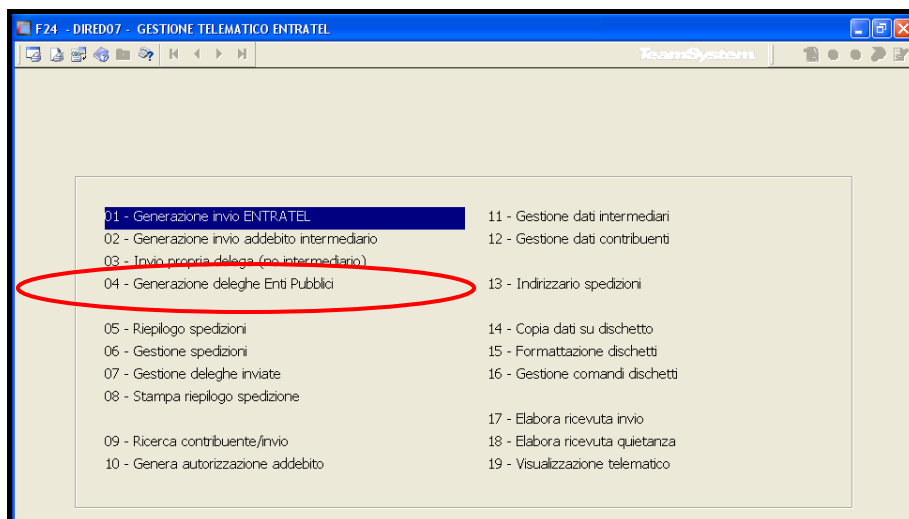 F24 - DIRED07 - GESTIONE TELEMATICO ENTRATEL
TeamSystem
01 - Generazione invio ENTRATEL
02 - Generazione invio addebito intermediario
03 - Invio propria delega (no intermediario)
04 - Generazione deleghe Enti Pubblici
05 - Riepilogo spedizioni
06 - Gestione spedizioni
07 - Gestione deleghe inviate
08 - Stampa riepilogo spedizione
09 - Ricerca contribuente/invio
10 - Genera autorizzazione addebito
11 - Gestione dati intermediari
12 - Gestione dati contribuenti
13 - Indirizzario spedizioni
14 - Copia dati su dischetto
15 - Formattazione dischetti
16 - Gestione comandi dischetti
17 - Elabora ricevuta invio
18 - Elabora ricevuta quietanza
19 - Visualizzazione telematico